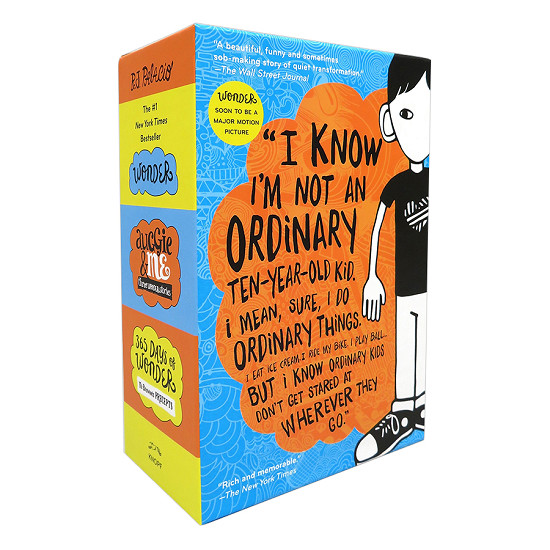 R.J. PALACIO
The #1
New York Times
Bestseller
WONDER
auggie
& ME
365 DAYS of
WONDER
Mr. Browne's PRECEPTS
KNOPF
"A beautiful, funny and sometimes
sob-making story of quiet transformation."
—The Wall Street Journal
WONDER
SOON TO BE A
MAJOR MOTION
PICTURE
"I KNOW
I'M NOT AN
ORDiNARY
TEN-YEAR-OLD KiD.
i MEAN, SURE, I DO
ORDiNARY THiNGS.
I EAT ICE CREAM. I RIDE MY BIKE. I PLAY BALL.
BUT i KNOW ORDiNARY KIDS
DON'T GET STARED AT
WHEREVER THEY
GO."
"Rich and memorable."
—The New York Times